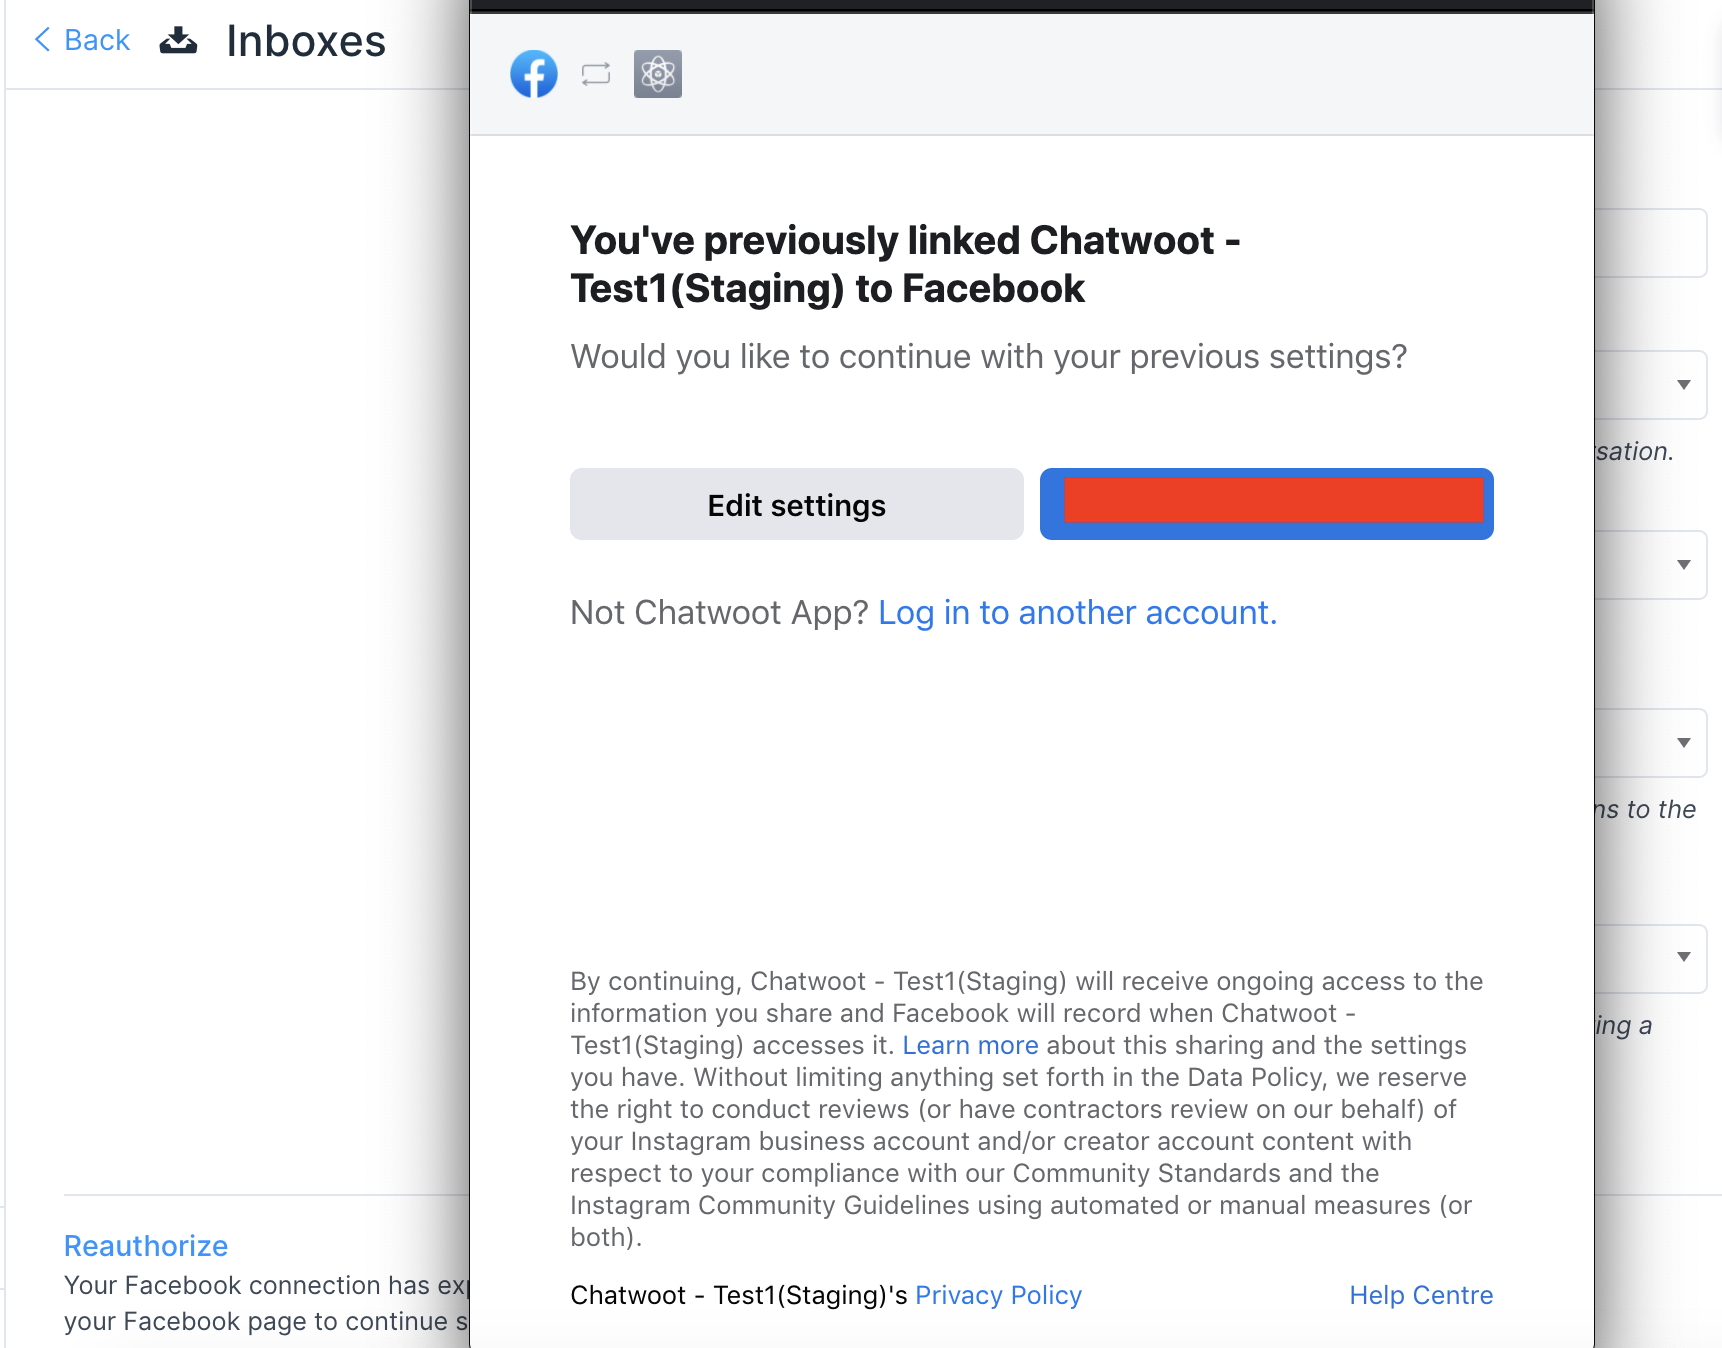 Back
Inboxes
You've previously linked Chatwoot -
Test1(Staging) to Facebook
Would you like to continue with your previous settings?
Edit settings
Not Chatwoot App? Log in to another account.
sation.
ns to the
ing a
By continuing, Chatwoot - Test1(Staging) will receive ongoing access to the
information you share and Facebook will record when Chatwoot -
Test1(Staging) accesses it. Learn more about this sharing and the settings
you have. Without limiting anything set forth in the Data Policy, we reserve
the right to conduct reviews (or have contractors review on our behalf) of
your Instagram business account and/or creator account content with
respect to your compliance with our Community Standards and the
Instagram Community Guidelines using automated or manual measures (or
both).
Chatwoot - Test1(Staging)'s Privacy Policy
Help Centre
Reauthorize
Your Facebook connection has exp
your Facebook page to continue s